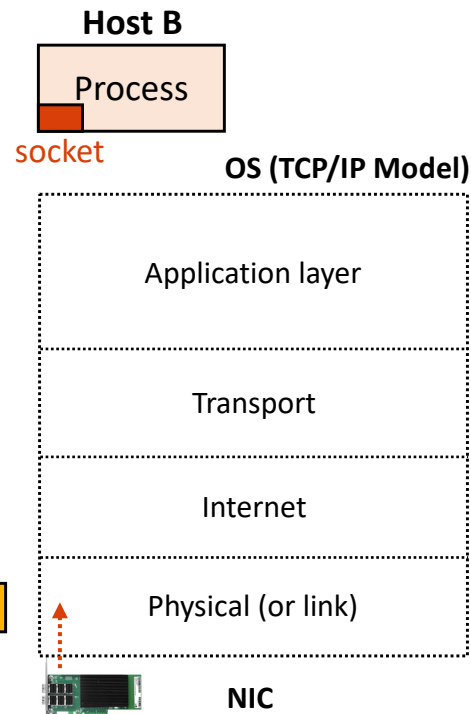 Host B
Process
socket
OS (TCP/IP Model)
Application layer
Transport
Internet
Physical (or link)
NIC